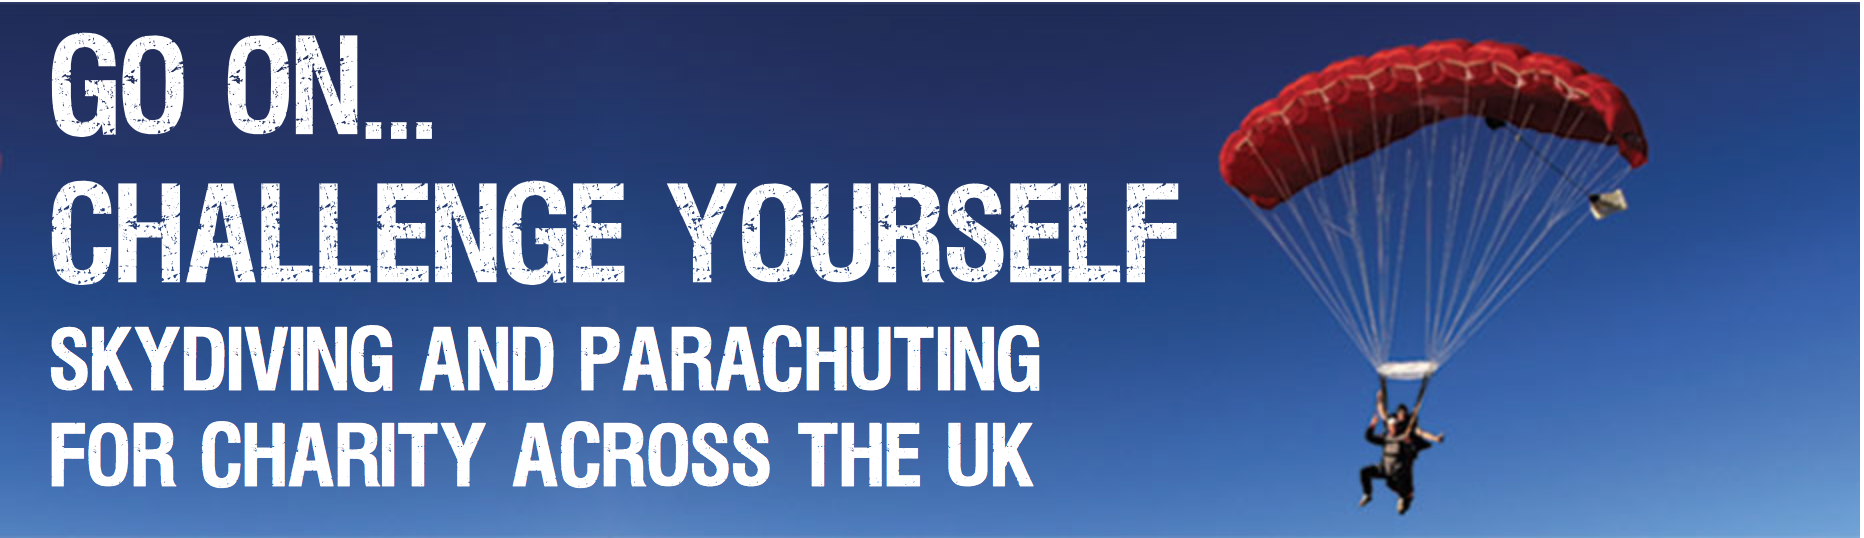 GO ON...
CHALLENGE YOURSELF
SKYDIVING AND PARACHUTING
FOR CHARITY ACROSS THE UK